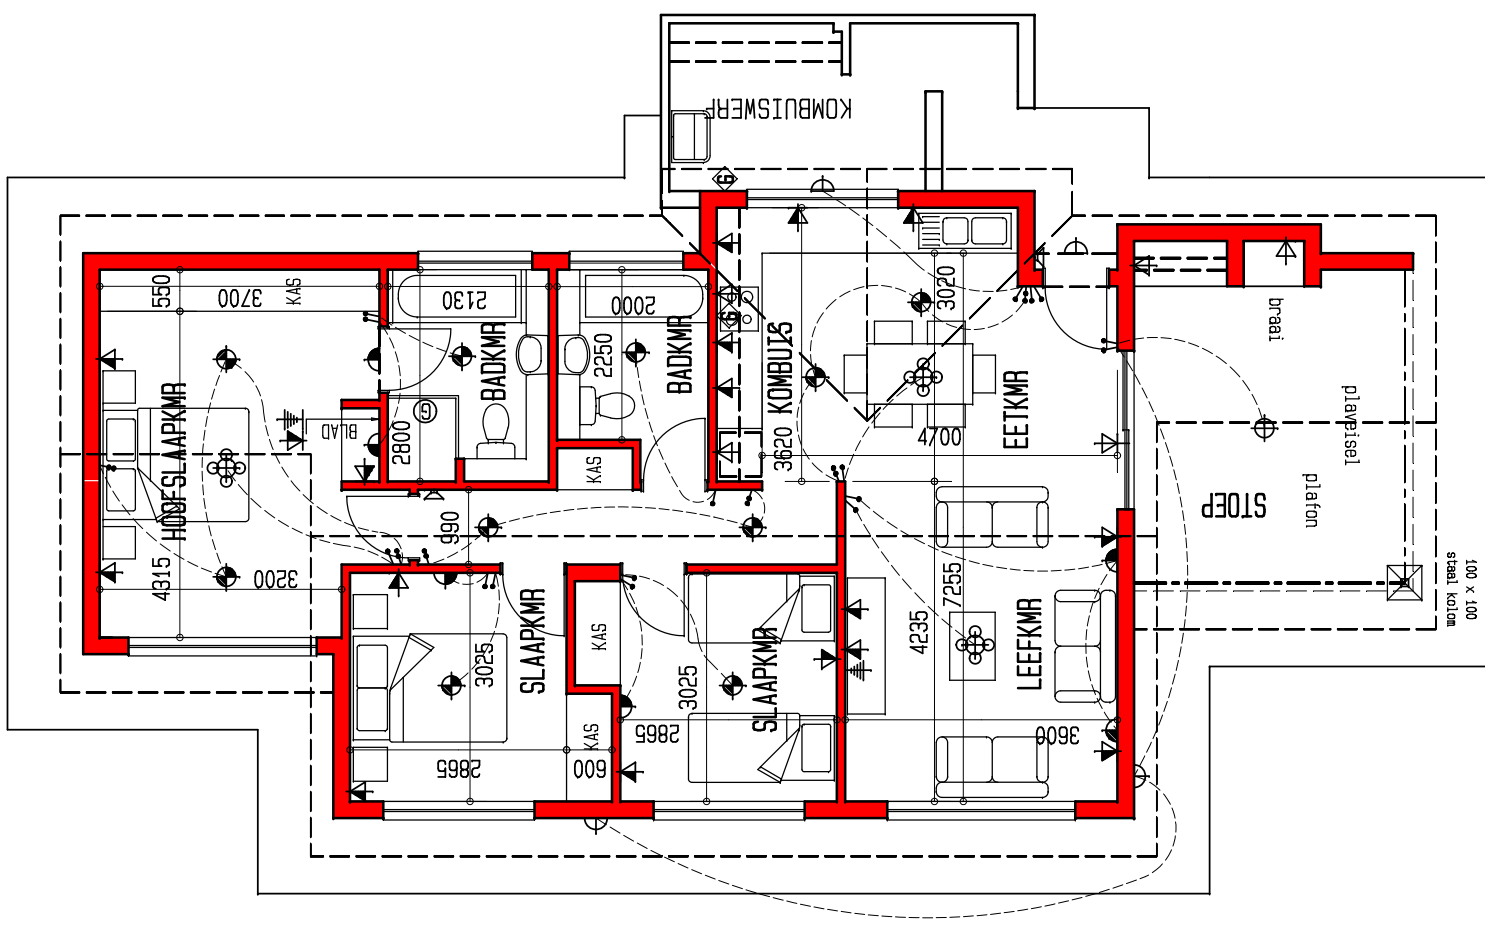 KOMBUISWERF
G
550
3700
KAS
2130
2000
3020
BADKMR
2250
BADKMR
G
KOMBUIS
braai
HOOFSLAAPKMR
BLAD
G
2800
KAS
3620
4700
EETKMR
plaveisel
plafon
STOEP
990
4315
3200
3025
SLAAPKMR
KAS
3025
SLAAPKMR
4235
7255
LEEFKMR
100 x 100
staal kolom
2865
600
KAS
2865
3600